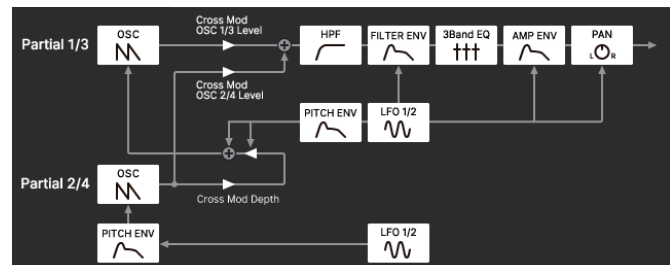 Cross Mod
OSC 1/3 Level
OSC
HPF
FILTER ENV
3Band EQ
AMP ENV
PAN
Partial 1/3
L
R
Cross Mod
OSC 2/4 Level
PITCH ENV
LFO 1/2
OSC
Partial 2/4
Cross Mod Depth
PITCH ENV
LFO 1/2